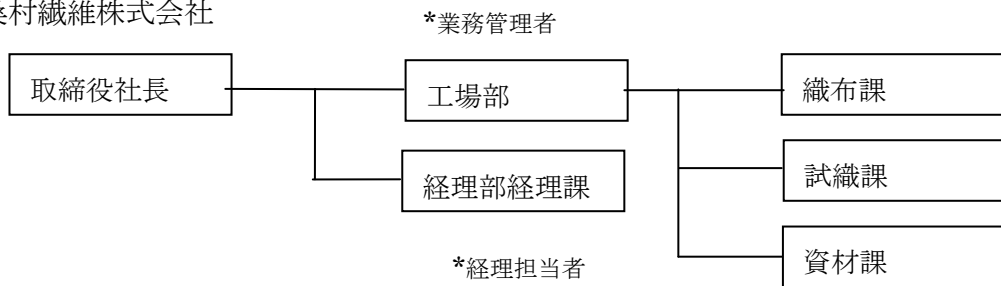 村繊維株式会社
*業務管理者
取締役社長
工場部
織布課
経理部経理課
試織課
*経理担当者
資材課